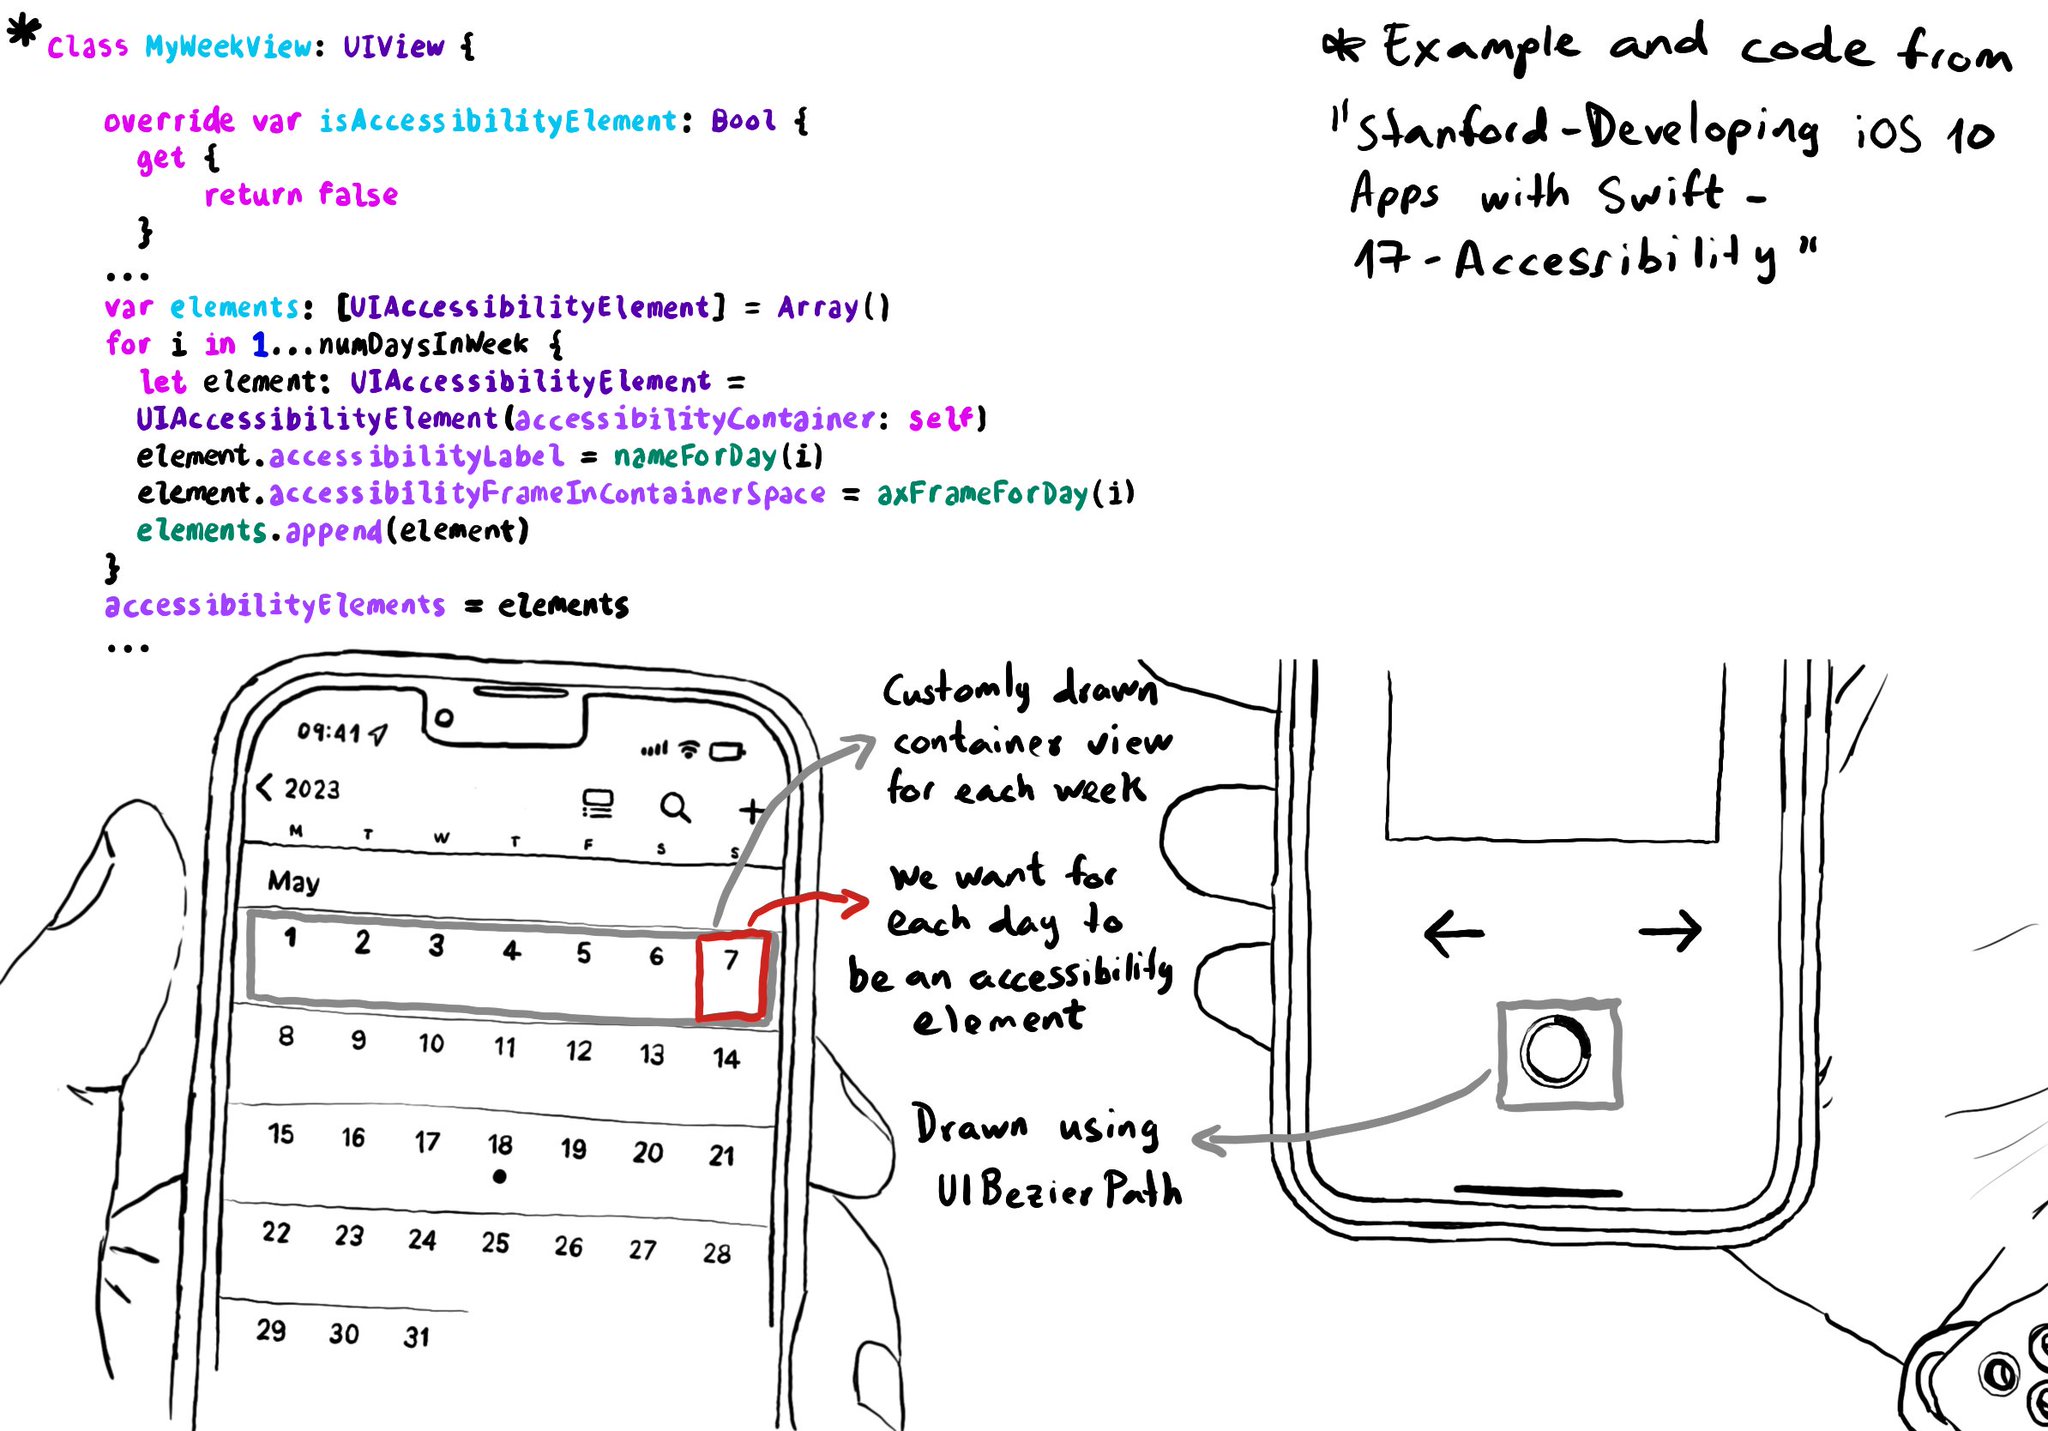 * class MyWeekView: UIView {
override var isAccessibilityElement: Bool {
get {
return false
}
...
var elements: [UIAccessibilityElement] = Array()
for i in 1...numDaysInWeek {
let element: UIAccessibilityElement =
UIAccessibilityElement(accessibilityContainer: self)
element.accessibilityLabel = nameForDay(i)
element.accessibilityFrameInContainerSpace = axFrameForDay(i)
elements.append(element)
}
accessibilityElements = elements
...
* Example and code from
"Stanford-Developing iOS 10
Apps with Swift -
17-Accessibility"
09:41
< 2023
+
M T W T F S S
May
1 2 3 4 5 6 7
8 9 10 11 12 13 14
15 16 17 18 19 20 21
22 23 24 25 26 27 28
29 30 31
Customly drawn
container view
for each week
We want for
each day to
be an accessibility
element
Drawn using
UIBezierPath
← →